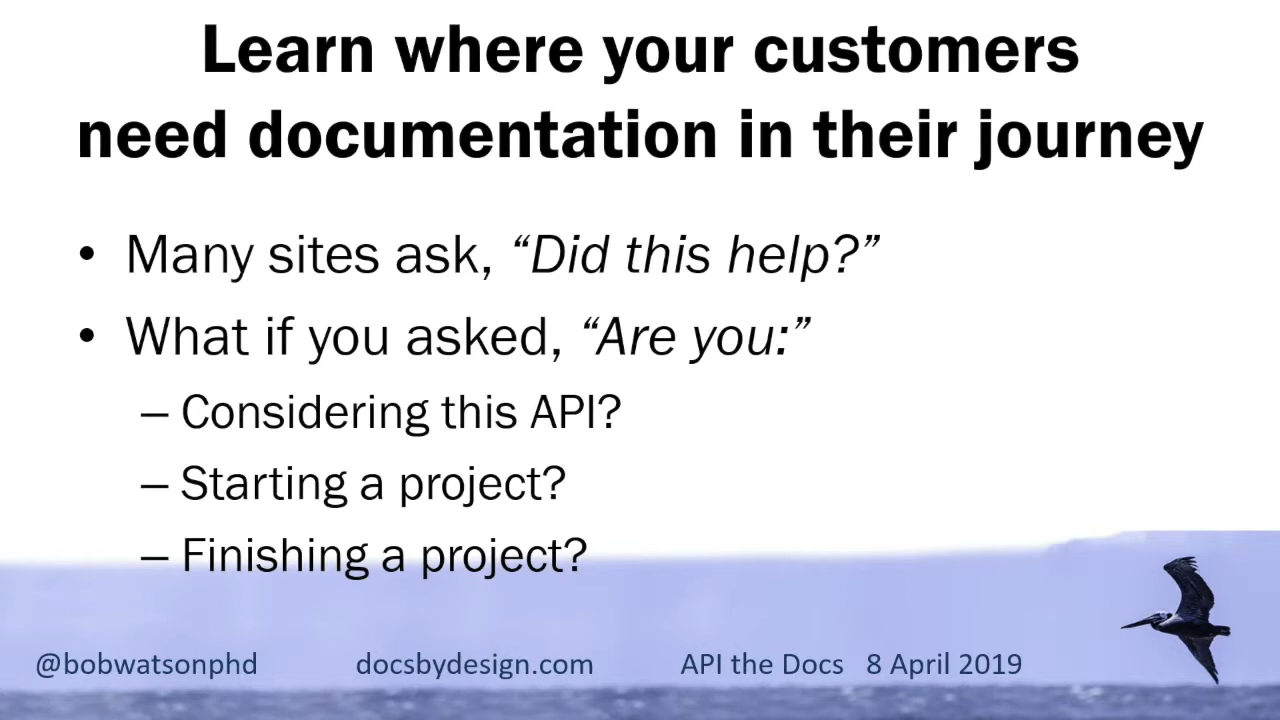 Learn where your customers
need documentation in their journey
• Many sites ask, “Did this help?”
• What if you asked, “Are you:”
– Considering this API?
– Starting a project?
– Finishing a project?
@bobwatsonphd docsbydesign.com API the Docs 8 April 2019